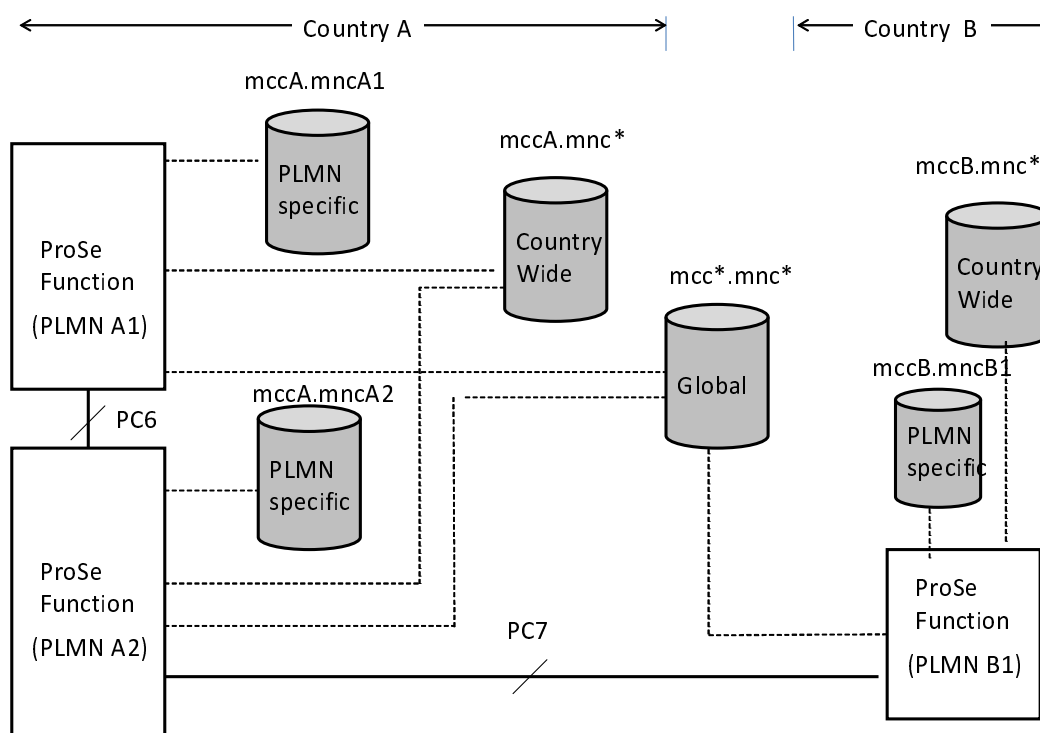 Country A
Country B
mccA.mncA1
PLMN
specific
mccA.mnc*
Country
Wide
mccB.mnc*
Country
Wide
ProSe
Function
(PLMN A1)
mcc*.mnc*
Global
mccA.mncA2
PLMN
specific
mccB.mncB1
PLMN
specific
PC6
ProSe
Function
(PLMN A2)
PC7
ProSe
Function
(PLMN B1)